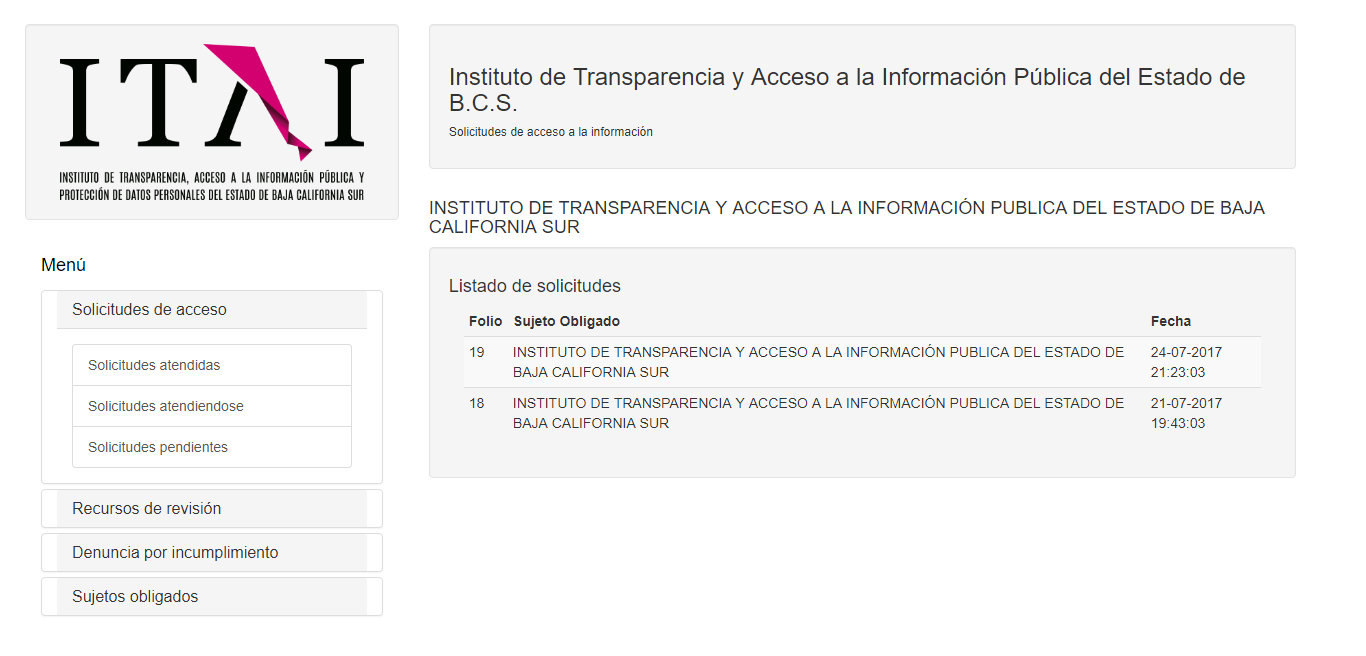 ITAI
INSTITUTO DE TRANSPARENCIA, ACCESO A LA INFORMACIÓN PÚBLICA Y
PROTECCIÓN DE DATOS PERSONALES DEL ESTADO DE BAJA CALIFORNIA SUR
Menú
Solicitudes de acceso
Solicitudes atendidas
Solicitudes atendiendose
Solicitudes pendientes
Recursos de revisión
Denuncia por incumplimiento
Sujetos obligados
Instituto de Transparencia y Acceso a la Información Pública del Estado de
B.C.S.
Solicitudes de acceso a la información
INSTITUTO DE TRANSPARENCIA Y ACCESO A LA INFORMACIÓN PUBLICA DEL ESTADO DE BAJA
CALIFORNIA SUR
Listado de solicitudes
Folio Sujeto Obligado Fecha
19 INSTITUTO DE TRANSPARENCIA Y ACCESO A LA INFORMACIÓN PUBLICA DEL ESTADO DE 24-07-2017
BAJA CALIFORNIA SUR 21:23:03
18 INSTITUTO DE TRANSPARENCIA Y ACCESO A LA INFORMACIÓN PUBLICA DEL ESTADO DE 21-07-2017
BAJA CALIFORNIA SUR 19:43:03